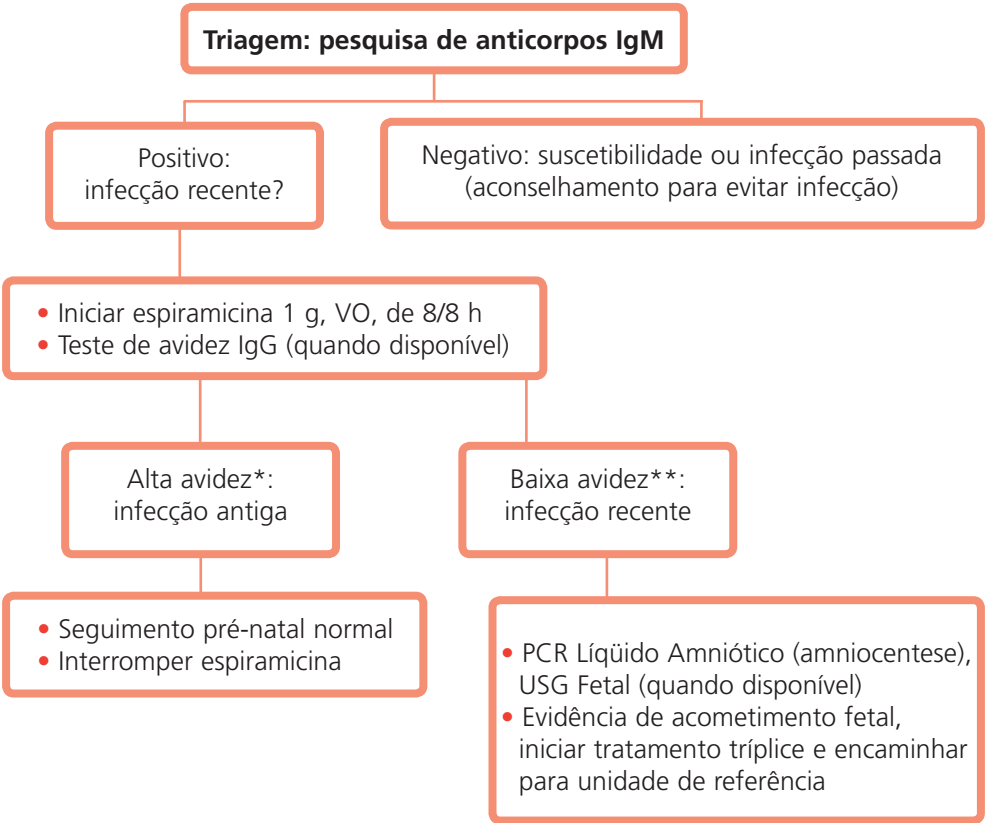 Triagem: pesquisa de anticorpos IgM
Positivo:
infecção recente?
Negativo: suscetibilidade ou infecção passada
(aconselhamento para evitar infecção)
• Iniciar espiramicina 1 g, VO, de 8/8 h
• Teste de avidez IgG (quando disponível)
Alta avidez*:
infecção antiga
Baixa avidez**:
infecção recente
• Seguimento pré-natal normal
• Interromper espiramicina
• PCR Líqüido Amniótico (amniocentese),
USG Fetal (quando disponível)
• Evidência de acometimento fetal,
iniciar tratamento tríplice e encaminhar
para unidade de referência